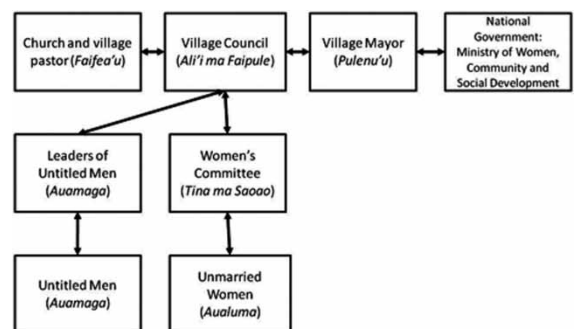 Church and village
pastor (Faifea'u)
Village Council
(Ali'i ma Faipule)
Village Mayor
(Pulenu'u)
National
Government:
Ministry of Women,
Community and
Social Development
Leaders of
Untitled Men
(Auamaga)
Women's
Committee
(Tina ma Saoao)
Untitled Men
(Auamaga)
Unmarried
Women
(Aualuma)